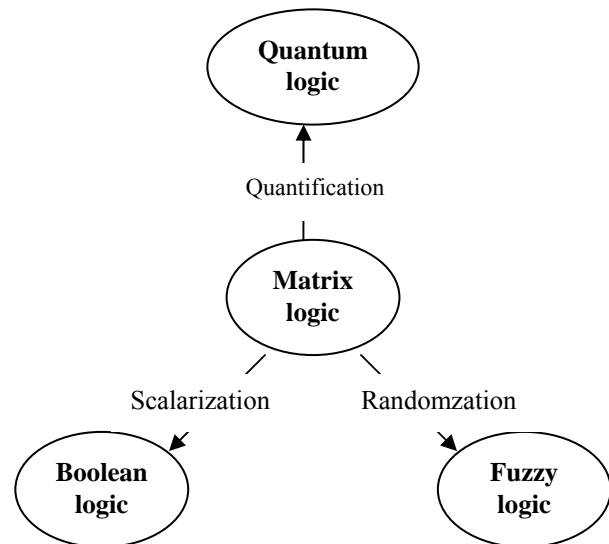 Quantum
logic
Quantification
Matrix
logic
Scalarization
Randomzation
Boolean
logic
Fuzzy
logic